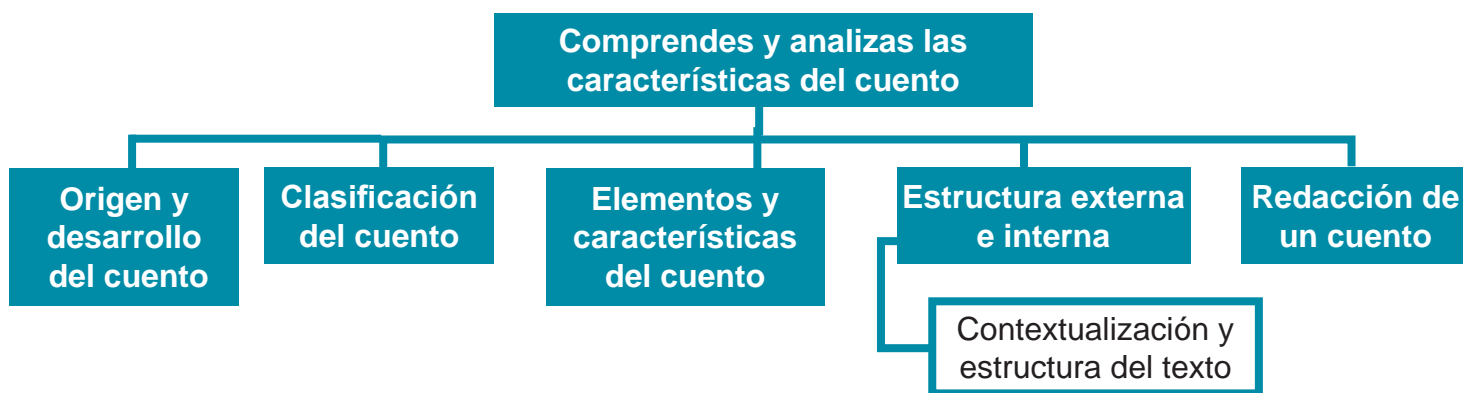 Comprendes y analizas las
características del cuento
Origen y
desarrollo
del cuento
Clasificación
del cuento
Elementos y
características
del cuento
Estructura externa
e interna
Redacción de
un cuento
Contextualización y
estructura del texto